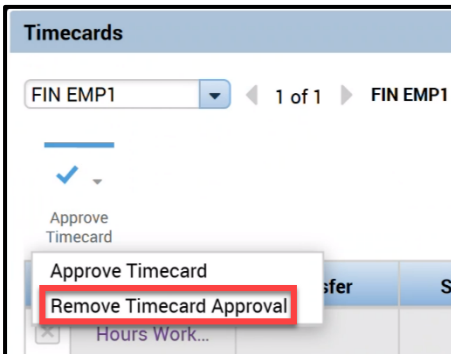 Timecards
FIN EMP1
1 of 1
FIN EMP1
Approve
Timecard
Approve Timecard
Remove Timecard Approval
sfer
S
Hours Work...